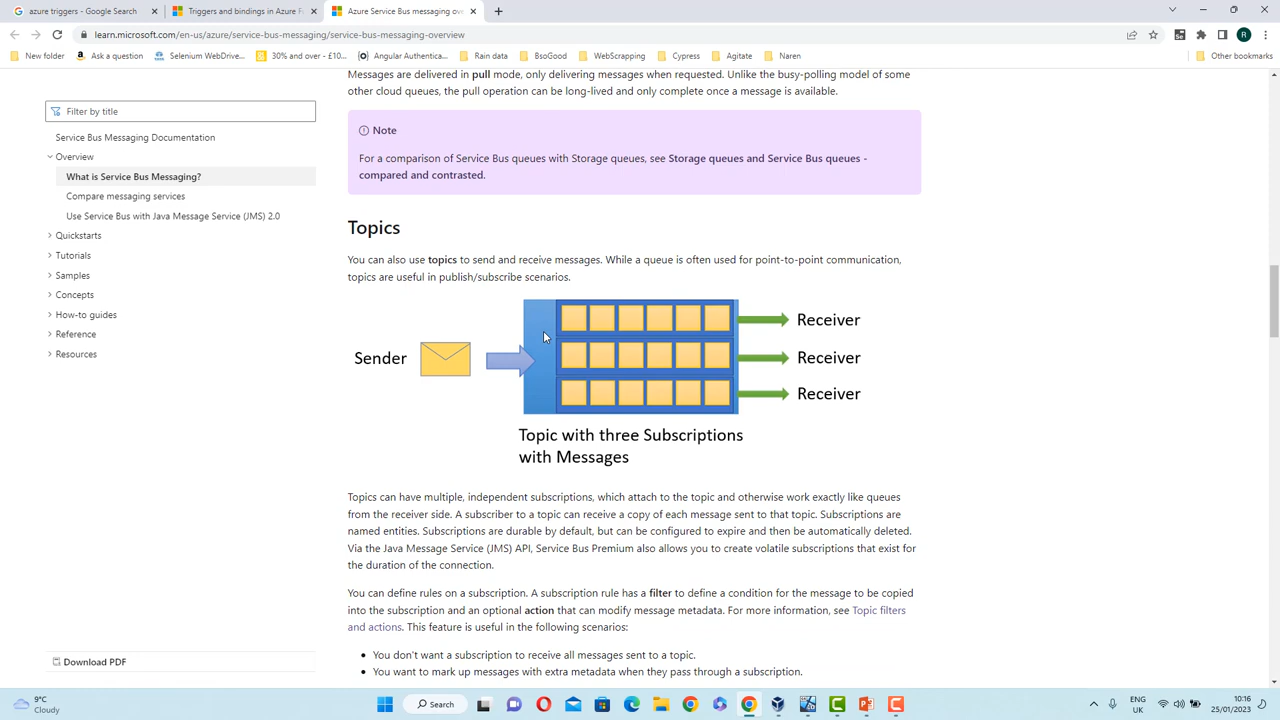 azure triggers - Google Search
Triggers and bindings in Azure F
Azure Service Bus messaging ove
learn.microsoft.com/en-us/azure/service-bus-messaging/service-bus-messaging-overview
New folder
Ask a question
Selenium WebDrive...
30% and over - £10...
Angular Authentica...
Rain data
BsoGood
WebScrapping
Cypress
Agitate
Naren
Other bookmarks
Filter by title
Service Bus Messaging Documentation
Overview
What is Service Bus Messaging?
Compare messaging services
Use Service Bus with Java Message Service (JMS) 2.0
Quickstarts
Tutorials
Samples
Concepts
How-to guides
Reference
Resources
Download PDF
Messages are delivered in pull mode, only delivering messages when requested. Unlike the busy-polling model of some
other cloud queues, the pull operation can be long-lived and only complete once a message is available.
Note
For a comparison of Service Bus queues with Storage queues, see Storage queues and Service Bus queues -
compared and contrasted.
Topics
You can also use topics to send and receive messages. While a queue is often used for point-to-point communication,
topics are useful in publish/subscribe scenarios.
Sender
Receiver
Receiver
Receiver
Topic with three Subscriptions
with Messages
Topics can have multiple, independent subscriptions, which attach to the topic and otherwise work exactly like queues
from the receiver side. A subscriber to a topic can receive a copy of each message sent to that topic. Subscriptions are
named entities. Subscriptions are durable by default, but can be configured to expire and then be automatically deleted.
Via the Java Message Service (JMS) API, Service Bus Premium also allows you to create volatile subscriptions that exist for
the duration of the connection.
You can define rules on a subscription. A subscription rule has a filter to define a condition for the message to be copied
into the subscription and an optional action that can modify message metadata. For more information, see Topic filters
and actions. This feature is useful in the following scenarios:
• You don't want a subscription to receive all messages sent to a topic.
• You want to mark up messages with extra metadata when they pass through a subscription.
9°C
Cloudy
Search
ENG
UK
10:16
25/01/2023